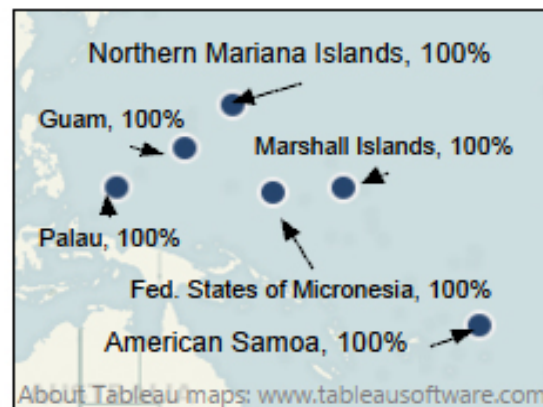 Northern Mariana Islands, 100%
Guam, 100%
Marshall Islands, 100%
Palau, 100%
Fed. States of Micronesia, 100%
American Samoa, 100%
AUSTRALIA
About Tableau maps: www.tableausoftware.com